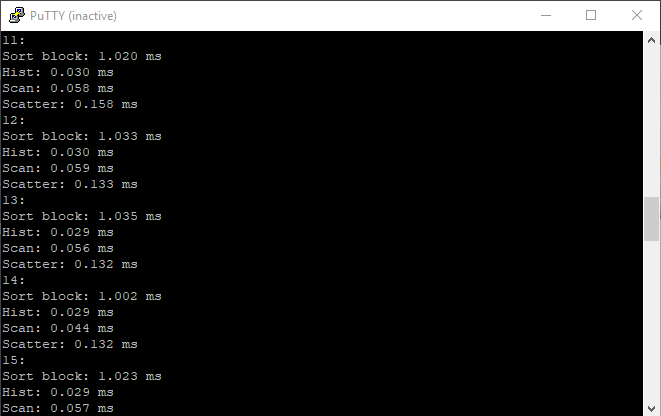 PuTTY (inactive)
11:
Sort block: 1.020 ms
Hist: 0.030 ms
Scan: 0.058 ms
Scatter: 0.158 ms
12:
Sort block: 1.033 ms
Hist: 0.030 ms
Scan: 0.059 ms
Scatter: 0.133 ms
13:
Sort block: 1.035 ms
Hist: 0.029 ms
Scan: 0.056 ms
Scatter: 0.132 ms
14:
Sort block: 1.002 ms
Hist: 0.029 ms
Scan: 0.044 ms
Scatter: 0.132 ms
15:
Sort block: 1.023 ms
Hist: 0.029 ms
Scan: 0.057 ms